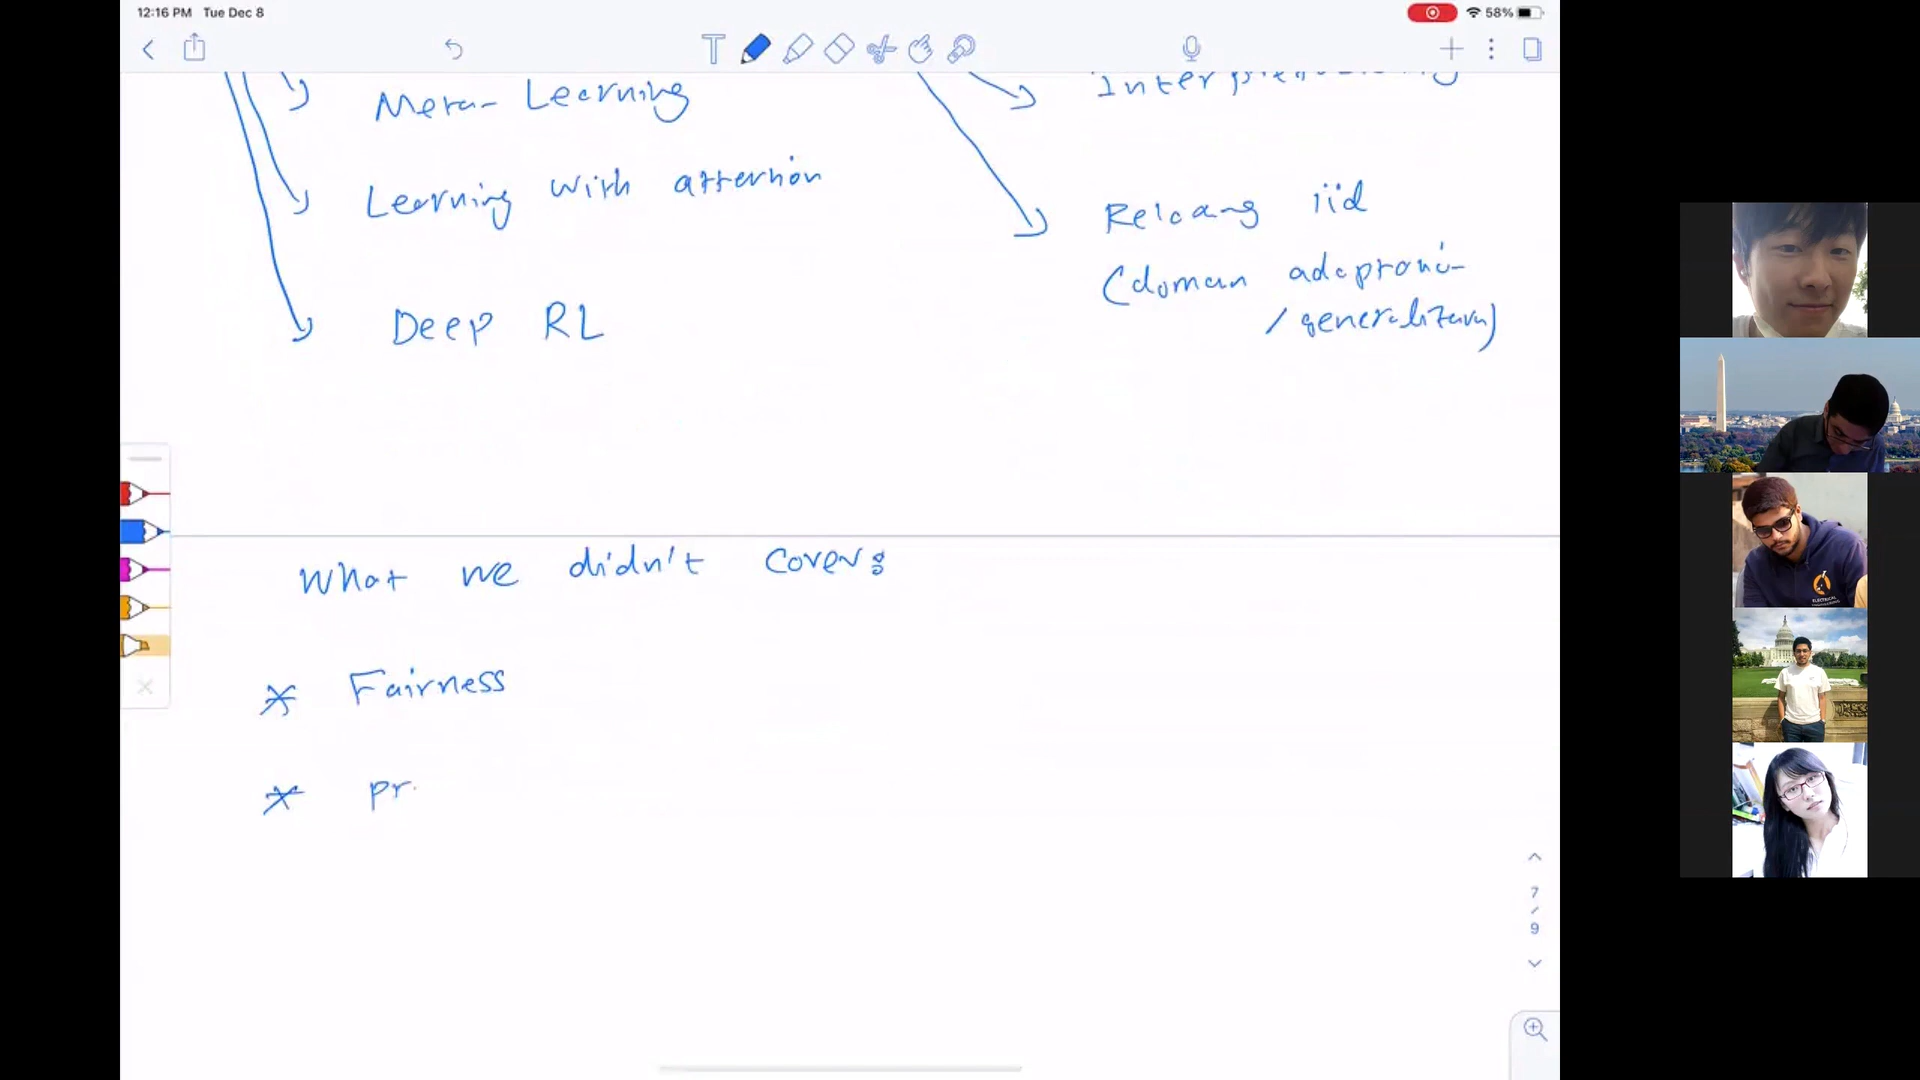 12:16 PM Tue Dec 8
58%
Meta- Learning
Learning with attention
Deep RL
Relaxing iid
(domain adaptation
/ generalization)
What we didn't cover:
* Fairness
* pr
7
/
9
ELECTRICAL